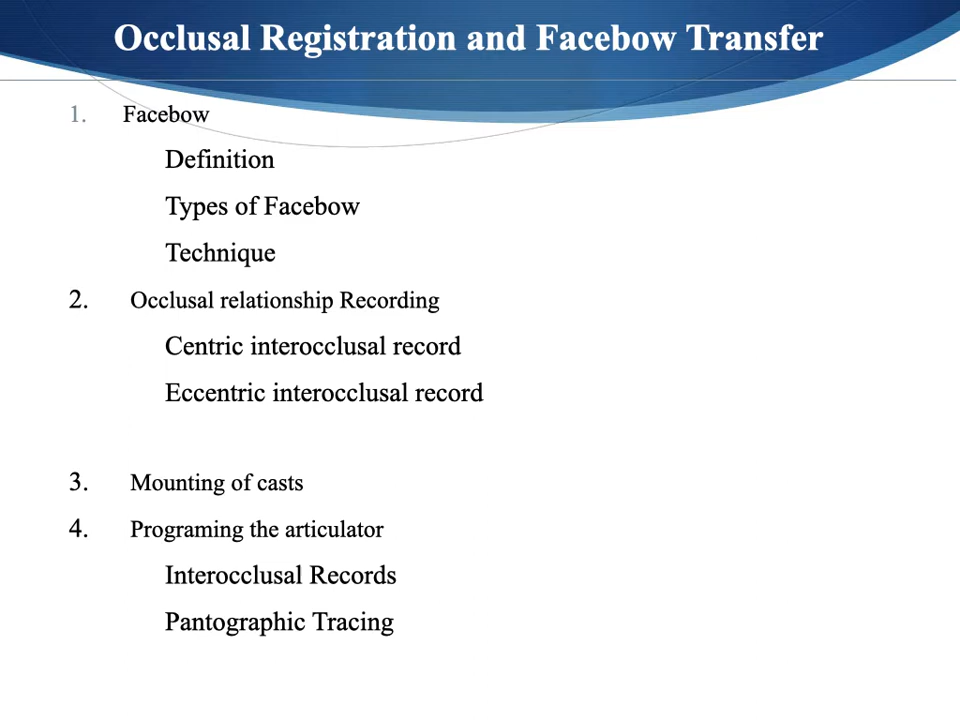 Occlusal Registration and Facebow Transfer
1. Facebow
Definition
Types of Facebow
Technique
2. Occlusal relationship Recording
Centric interocclusal record
Eccentric interocclusal record
3. Mounting of casts
4. Programing the articulator
Interocclusal Records
Pantographic Tracing